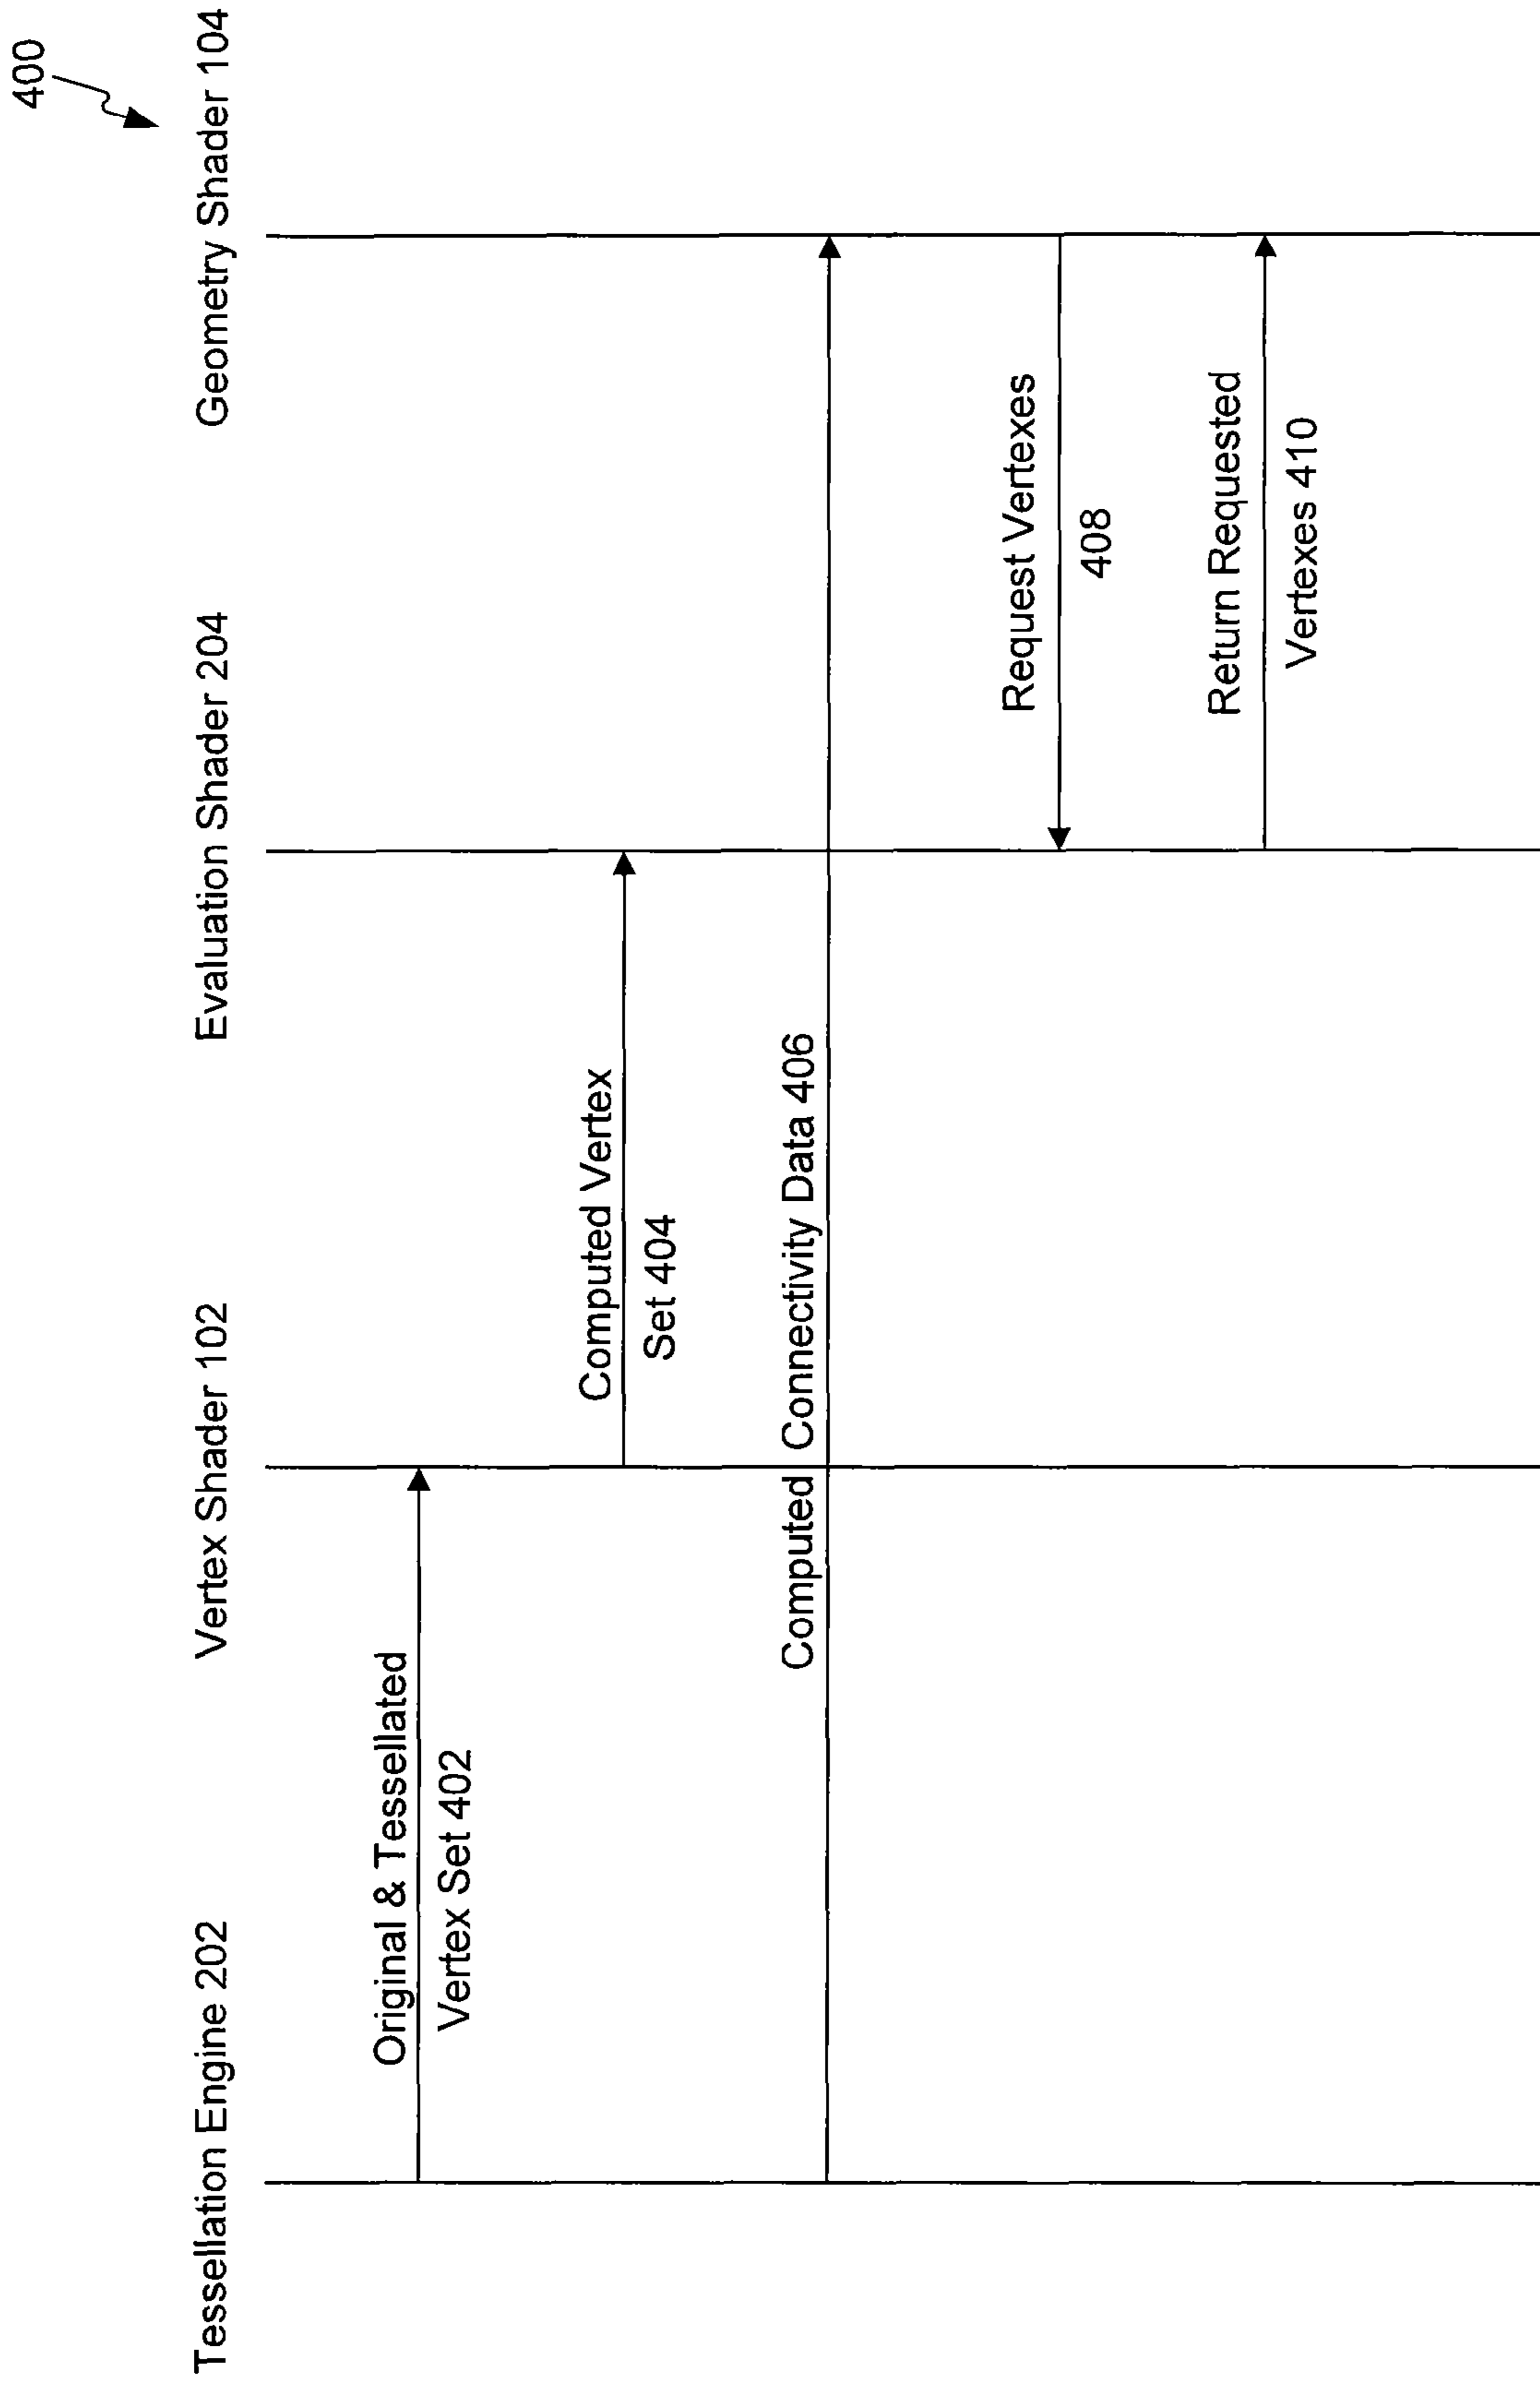 400
Tessellation Engine 202
Vertex Shader 102
Evaluation Shader 204
Geometry Shader 104
Original & Tessellated
Vertex Set 402
Computed Vertex
Set 404
Computed Connectivity Data 406
Request Vertexes
408
Return Requested
Vertexes 410